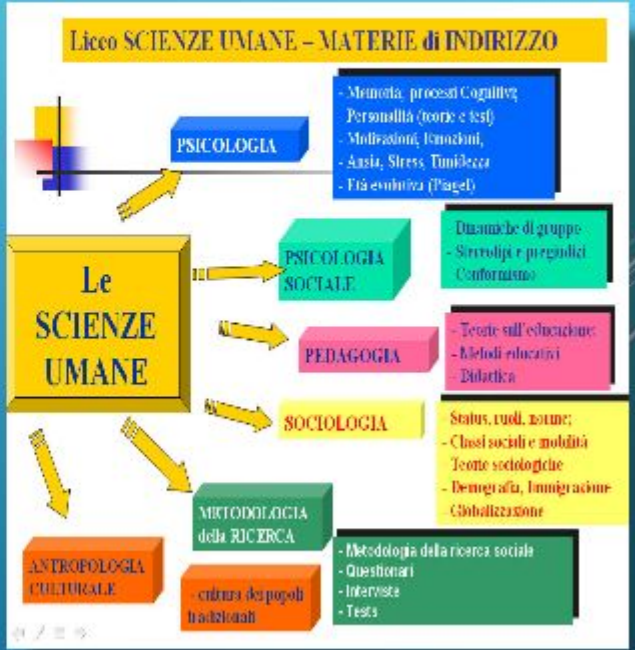 Liceo SCIENZE UMANE – MATERIE di INDIRIZZO
PSICOLOGIA
- Memoria; processi Cognitivi;
Personalità (teorie e test)
- Motivazioni, Emozioni,
- Ansia, Stress, Timidezza
- Età evolutiva (Piaget)
Le
SCIENZE
UMANE
PSICOLOGIA
SOCIALE
- Dinamiche di gruppo
- Stereotipi e pregiudizi
- Conformismo
PEDAGOGIA
- Teorie sull'educazione;
- Metodi educativi
- Didattica
SOCIOLOGIA
- Status, ruoli, norme;
- Classi sociali e mobilità
Teorie sociologiche
- Demografia, Immigrazione
- Globalizzazione
METODOLOGIA
della RICERCA
- Metodologia della ricerca sociale
- Questionari
- Interviste
- Tests
ANTROPOLOGIA
CULTURALE
- cultura dei popoli
tradizionali